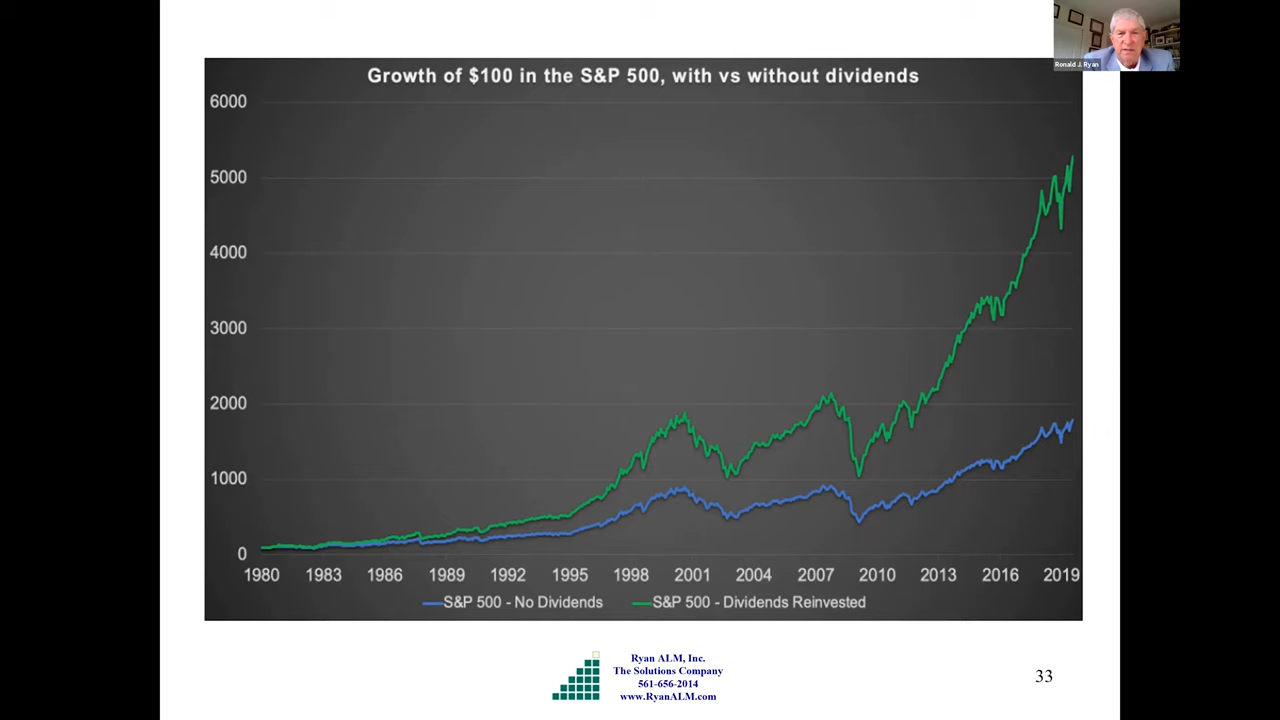 Ronald J. Ryan
Growth of $100 in the S&P 500, with vs without dividends
6000
5000
4000
3000
2000
1000
0
1980 1983 1986 1989 1992 1995 1998 2001 2004 2007 2010 2013 2016 2019
S&P 500 - No Dividends S&P 500 - Dividends Reinvested
Ryan ALM, Inc.
The Solutions Company
561-656-2014
www.RyanALM.com
33